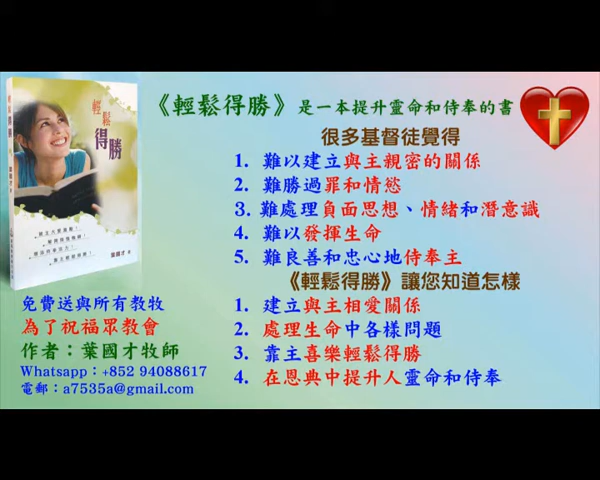 輕鬆
得勝
葉國才 著
《輕鬆得勝》是一本提升靈命和侍奉的書
很多基督徒覺得
1. 難以建立與主親密的關係
2. 難勝過罪和情慾
3. 難處理負面思想、情緒和潛意識
4. 難以發揮生命
5. 難良善和忠心地侍奉主
《輕鬆得勝》讓您知道怎樣
1. 建立與主相愛關係
2. 處理生命中各樣問題
3. 靠主喜樂輕鬆得勝
4. 在恩典中提升人靈命和侍奉
免費送與所有教牧
為了祝福眾教會
作者：葉國才牧師
Whatsapp：+852 94088617
電郵：a7535a@gmail.com